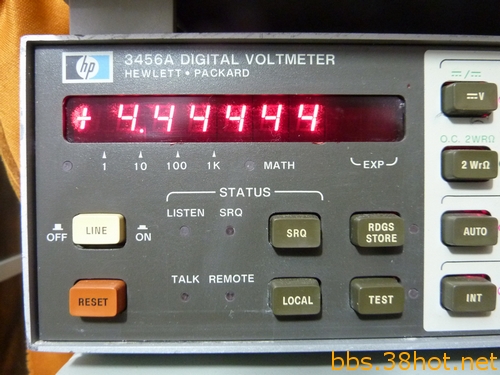 hp 3456A DIGITAL VOLTMETER
HEWLETT • PACKARD
+ 4.44444
⎓/⎓
⎓V
1 10 100 1K MATH EXP
O.C. 2WRΩ
2 WrΩ
STATUS
LISTEN SRQ
OFF LINE ON SRQ RDGS STORE AUTO
TALK REMOTE
RESET LOCAL TEST INT
bbs.38hot.net